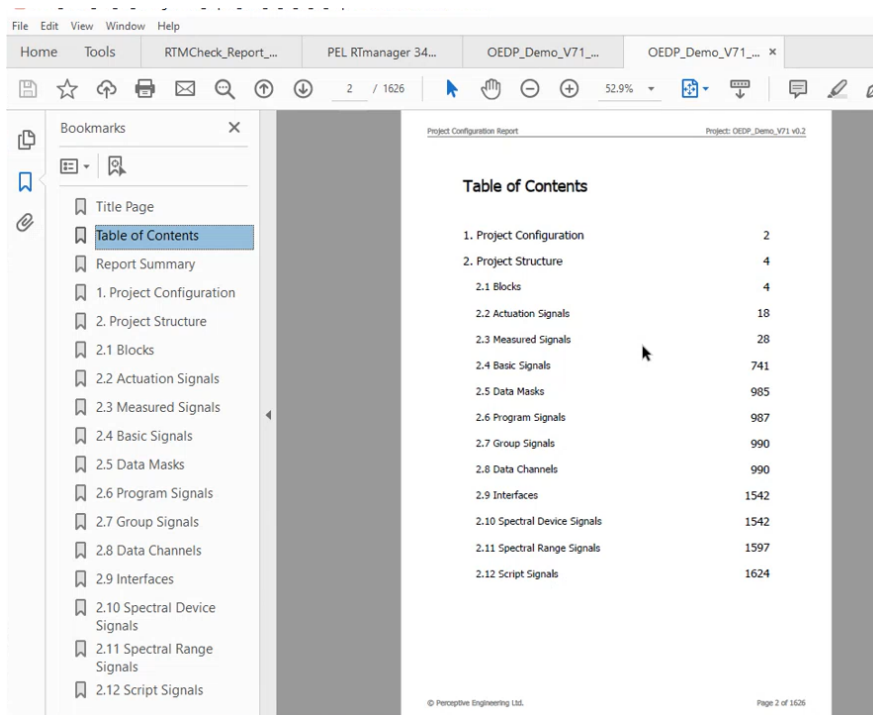 File Edit View Window Help
Home Tools RTMCheck_Report_... PEL RTmanager 34... OEDP_Demo_V71_... OEDP_Demo_V71_... ×
2 / 1626 52.9%
Bookmarks
Title Page
Table of Contents
Report Summary
1. Project Configuration
2. Project Structure
2.1 Blocks
2.2 Actuation Signals
2.3 Measured Signals
2.4 Basic Signals
2.5 Data Masks
2.6 Program Signals
2.7 Group Signals
2.8 Data Channels
2.9 Interfaces
2.10 Spectral Device
Signals
2.11 Spectral Range
Signals
2.12 Script Signals
Project Configuration Report Project: OEDP_Demo_V71 v0.2
Table of Contents
1. Project Configuration 2
2. Project Structure 4
2.1 Blocks 4
2.2 Actuation Signals 18
2.3 Measured Signals 28
2.4 Basic Signals 741
2.5 Data Masks 985
2.6 Program Signals 987
2.7 Group Signals 990
2.8 Data Channels 990
2.9 Interfaces 1542
2.10 Spectral Device Signals 1542
2.11 Spectral Range Signals 1597
2.12 Script Signals 1624
© Perceptive Engineering Ltd. Page 2 of 1626